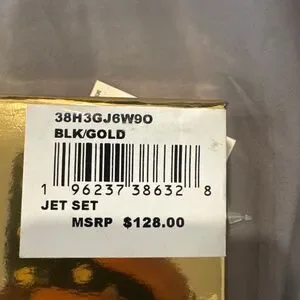 38H3GJ6W9O
BLK/GOLD
1 96237 38632 8
JET SET
MSRP $128.00